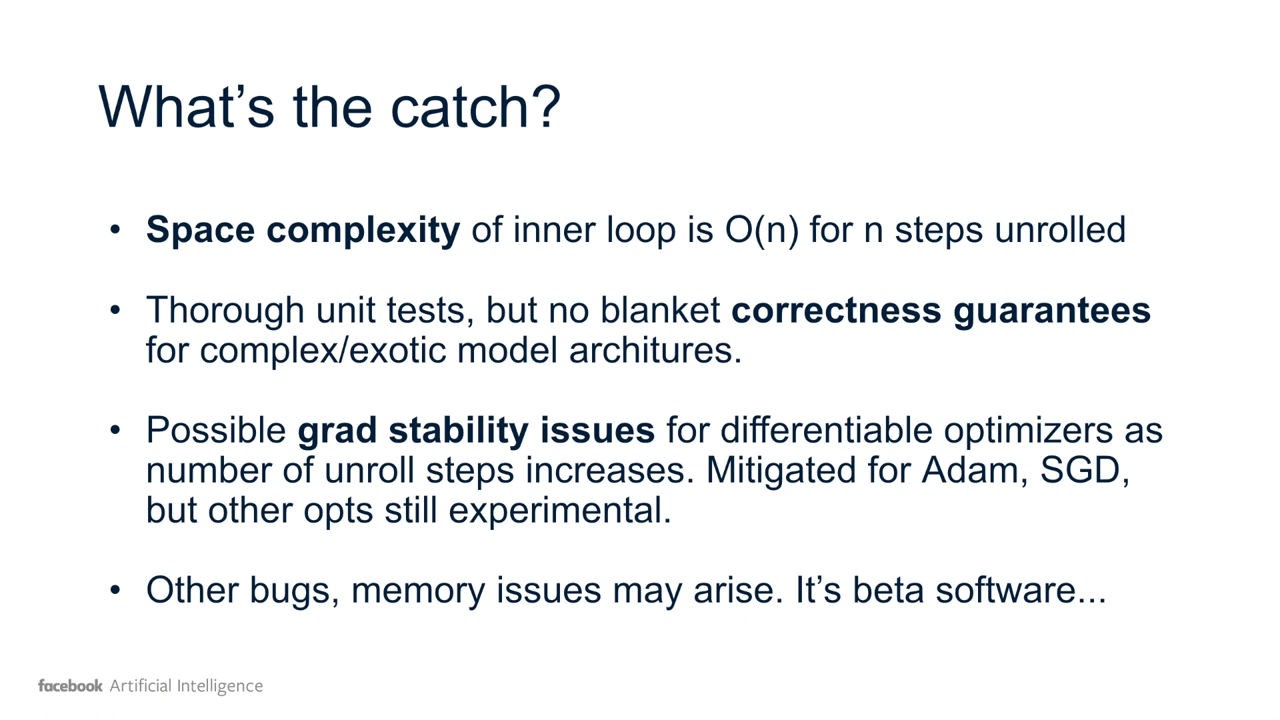 What’s the catch?
• Space complexity of inner loop is O(n) for n steps unrolled
• Thorough unit tests, but no blanket correctness guarantees
for complex/exotic model architures.
• Possible grad stability issues for differentiable optimizers as
number of unroll steps increases. Mitigated for Adam, SGD,
but other opts still experimental.
• Other bugs, memory issues may arise. It’s beta software...
facebook Artificial Intelligence